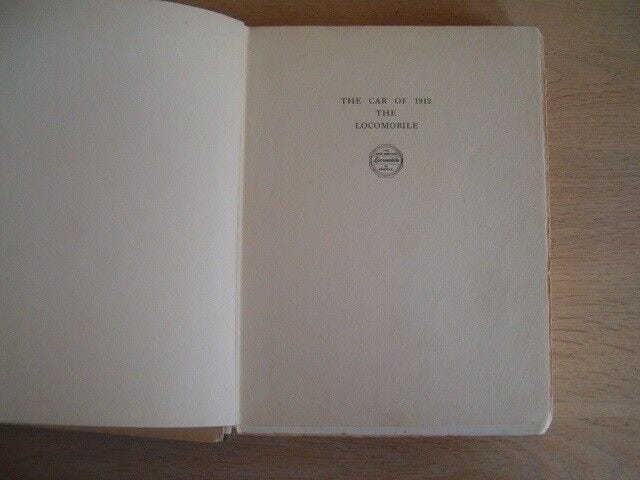 THE CAR OF 1912
THE
LOCOMOBILE
Locomobile